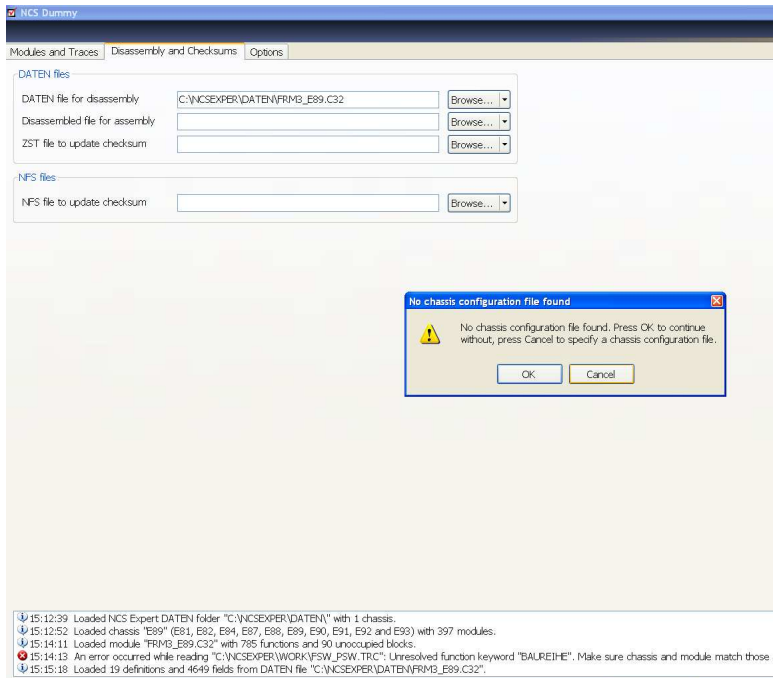 NCS Dummy
Modules and Traces Disassembly and Checksums Options
DATEN files
DATEN file for disassembly C:\NCSEXPER\DATEN\FRM3_E89.C32 Browse...
Disassembled file for assembly Browse...
ZST file to update checksum Browse...
NFS files
NFS file to update checksum Browse...
No chassis configuration file found
No chassis configuration file found. Press OK to continue
without, press Cancel to specify a chassis configuration file.
OK Cancel
15:12:39 Loaded NCS Expert DATEN folder "C:\NCSEXPER\DATEN\" with 1 chassis.
15:12:52 Loaded chassis "E89" (E81, E82, E84, E87, E88, E89, E90, E91, E92 and E93) with 397 modules.
15:14:11 Loaded module "FRM3_E89.C32" with 785 functions and 90 unoccupied blocks.
15:14:13 An error occurred while reading "C:\NCSEXPER\WORK\FSW_PSW.TRC": Unresolved function keyword "BAUREIHE". Make sure chassis and module match those
15:15:18 Loaded 19 definitions and 4649 fields from DATEN file "C:\NCSEXPER\DATEN\FRM3_E89.C32".